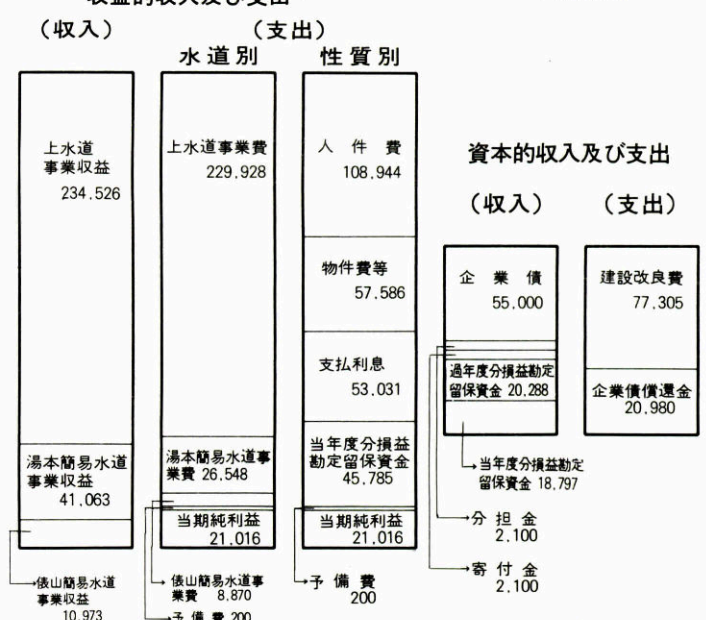 収益的収入及び支出
（収入）
（支出）
水道別
性質別
上水道
事業収益
234.526
湯本簡易水道
事業収益
41.063
俵山簡易水道
事業収益
10.973
上水道事業費
229.928
湯本簡易水道事
業費 26,548
当期純利益
21.016
俵山簡易水道事
業費 8,870
予備費 200
人件費
108,944
物件費等
57.586
支払利息
53.031
当年度分損益
勘定留保資金
45.785
当期純利益
21,016
予備費
200
資本的収入及び支出
（収入）
（支出）
企業債
55,000
過年度分損益勘定
留保資金 20,288
当年度分損益勘定
留保資金 18,797
分担金
2.100
寄付金
2,100
建設改良費
77.305
企業債償還金
20,980